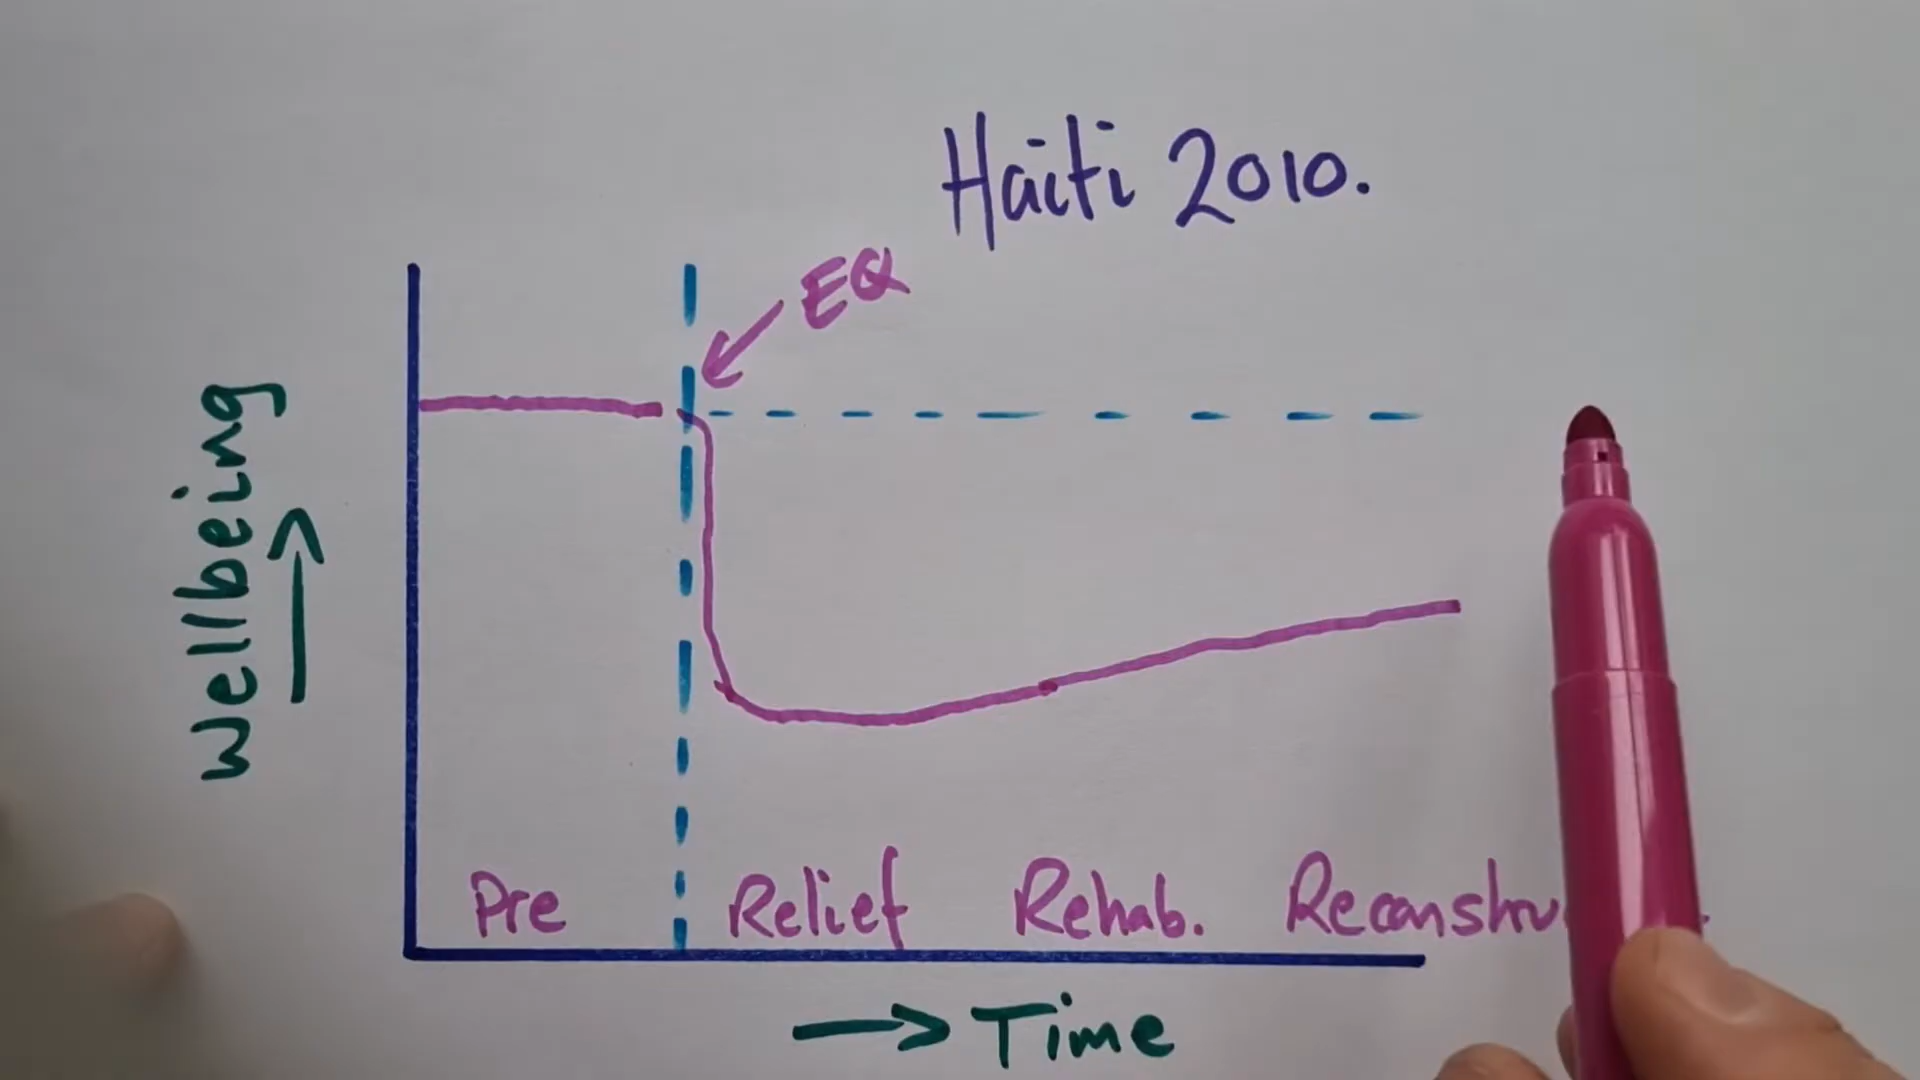 Haiti 2010.
EQ
Wellbeing
Pre
Relief
Rehab.
Time